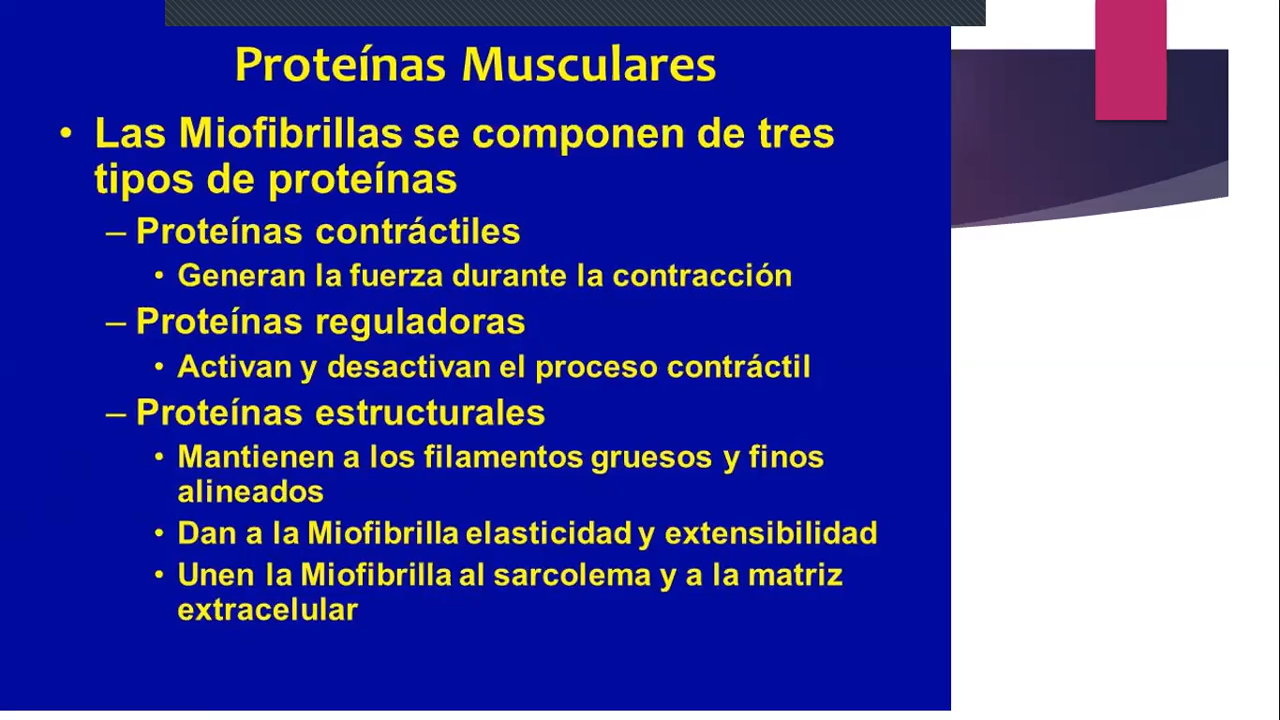 Proteínas Musculares
• Las Miofibrillas se componen de tres
tipos de proteínas
– Proteínas contráctiles
• Generan la fuerza durante la contracción
– Proteínas reguladoras
• Activan y desactivan el proceso contráctil
– Proteínas estructurales
• Mantienen a los filamentos gruesos y finos
alineados
• Dan a la Miofibrilla elasticidad y extensibilidad
• Unen la Miofibrilla al sarcolema y a la matriz
extracelular